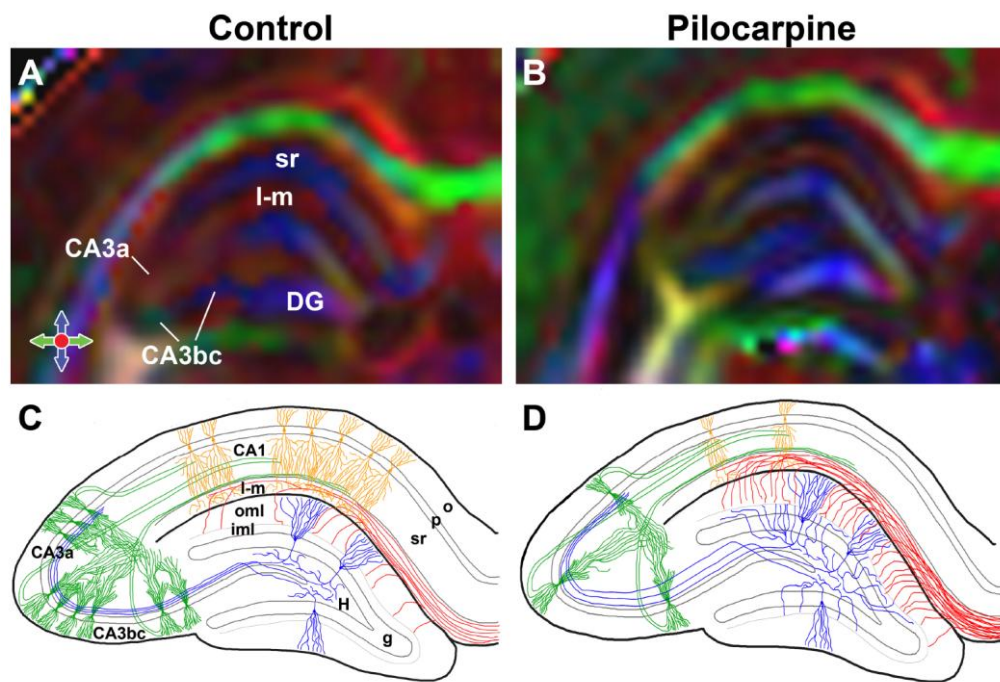 Control
Pilocarpine
A
sr
l-m
CA3a
DG
CA3bc
B
C
CA1
l-m
oml
iml
o
p
sr
CA3a
H
CA3bc
g
D